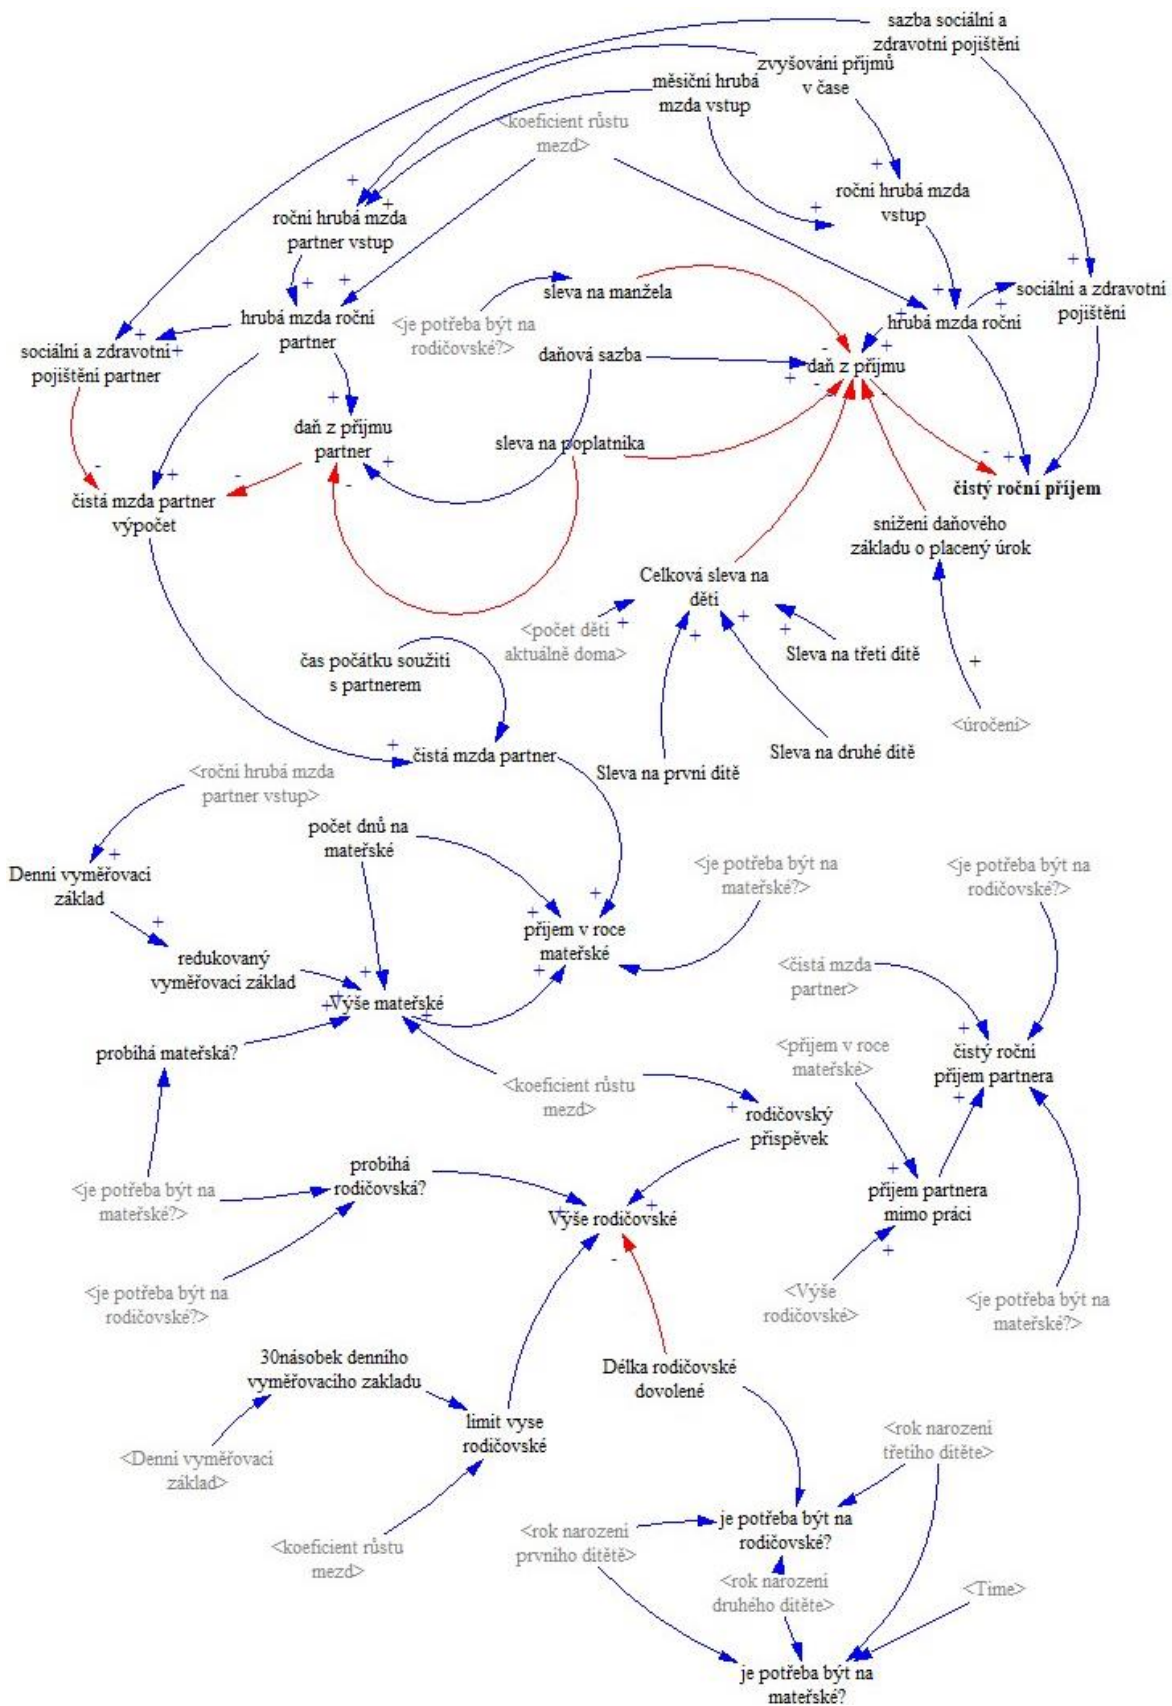 sazba sociální a
zdravotní pojištění
zvyšování příjmů
v čase
měsíční hrubá
mzda vstup
<koeficient růstu
mezd>
roční hrubá mzda
vstup
roční hrubá mzda
partner vstup
sleva na manžela
sociální a zdravotní
pojištění
hrubá mzda roční
partner
<je potřeba být na
rodičovské?>
hrubá mzda roční
sociální a zdravotní
pojištění partner
daňová sazba
daň z příjmu
daň z příjmu
partner
sleva na poplatníka
čistá mzda partner
výpočet
čistý roční příjem
snížení daňového
základu o placený úrok
Celková sleva na
děti
<počet dětí
aktuálně doma>
Sleva na třetí dítě
čas počátku soužití
s partnerem
<úročení>
čistá mzda partner
Sleva na první dítě
Sleva na druhé dítě
<roční hrubá mzda
partner vstup>
počet dnů na
mateřské
Denni vyměřovací
základ
<je potřeba být na
mateřské?>
<je potřeba být na
rodičovské?>
příjem v roce
mateřské
redukovaný
vyměřovací základ
<čistá mzda
partner>
Výše mateřské
probíhá mateřská?
<příjem v roce
mateřské>
čistý roční
příjem partnera
<koeficient růstu
mezd>
rodičovský
příspěvek
probíhá
rodičovská?
<je potřeba být na
mateřské?>
Výše rodičovské
příjem partnera
mimo práci
<je potřeba být na
rodičovské?>
<Výše
rodičovské>
<je potřeba být na
mateřské?>
30násobek denního
vyměřovacího zakladu
Délka rodičovské
dovolené
limit vyse
rodičovské
<Denni vyměřovací
základ>
<rok narození
třetího dítěte>
<koeficient růstu
mezd>
<rok narození
prvního dítětě>
je potřeba být na
rodičovské?
<rok narození
druhého dítěte>
<Time>
je potřeba být na
mateřské?